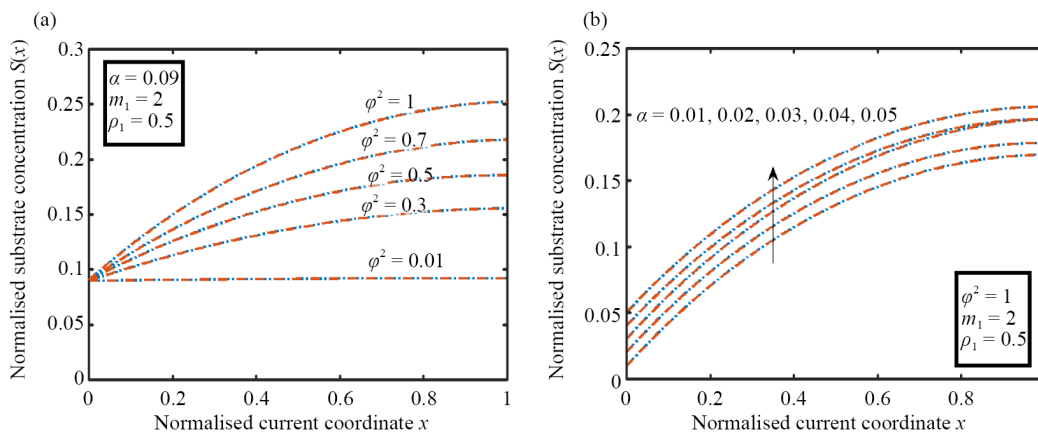 (a)
Normalised substrate concentration S(x)
0.3
0.25
0.2
0.15
0.1
0.05
0
α = 0.09
m₁ = 2
ρ₁ = 0.5
φ² = 1
φ² = 0.7
φ² = 0.5
φ² = 0.3
φ² = 0.01
0 0.2 0.4 0.6 0.8 1
Normalised current coordinate x
(b)
Normalised substrate concentration S(x)
0.25
0.2
0.15
0.1
0.05
0
α = 0.01, 0.02, 0.03, 0.04, 0.05
φ² = 1
m₁ = 2
ρ₁ = 0.5
0 0.2 0.4 0.6 0.8
Normalised current coordinate x